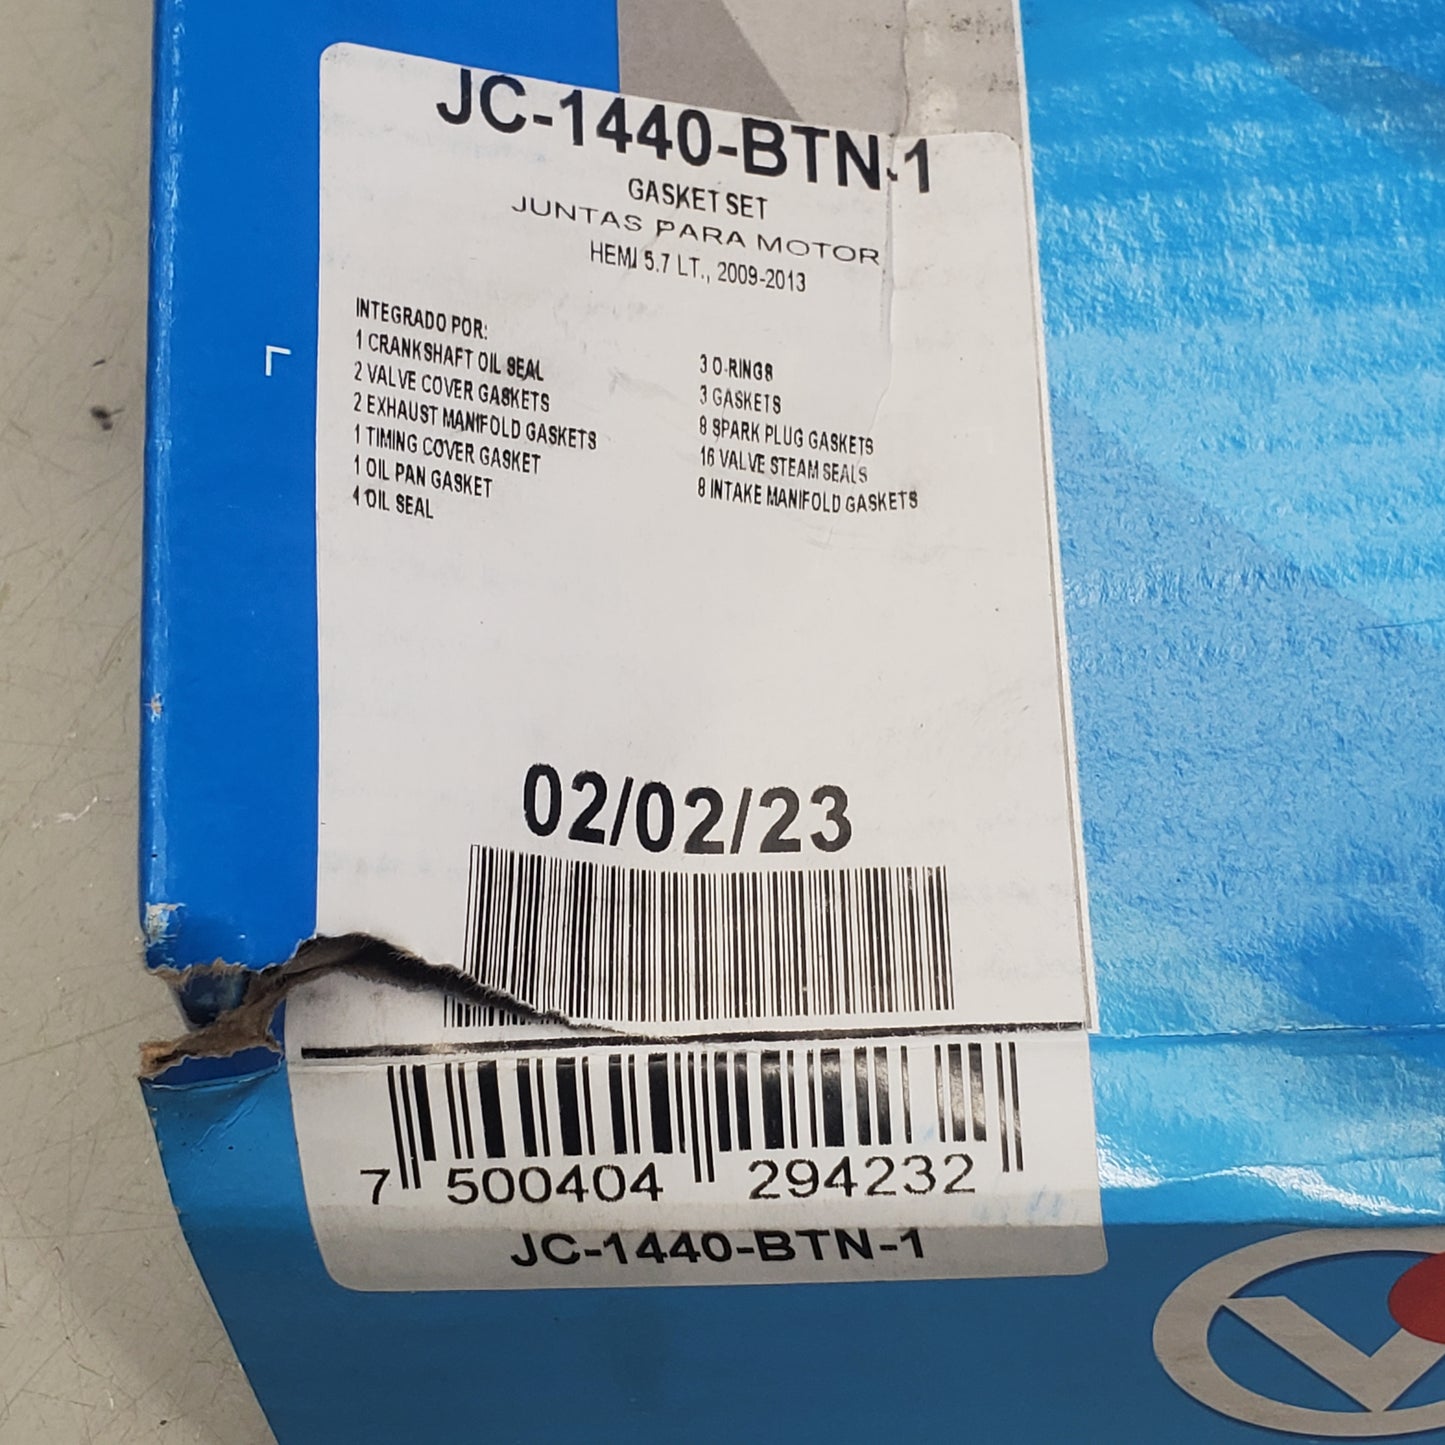 JC-1440-BTN-1
GASKET SET
JUNTAS PARA MOTOR
HEMI 5.7 LT., 2009-2013
INTEGRADO POR:
1 CRANKSHAFT OIL SEAL
2 VALVE COVER GASKETS
2 EXHAUST MANIFOLD GASKETS
1 TIMING COVER GASKET
1 OIL PAN GASKET
1 OIL SEAL
3 O-RINGS
3 GASKETS
8 SPARK PLUG GASKETS
16 VALVE STEAM SEALS
8 INTAKE MANIFOLD GASKETS
02/02/23
7 500404 294232
JC-1440-BTN-1